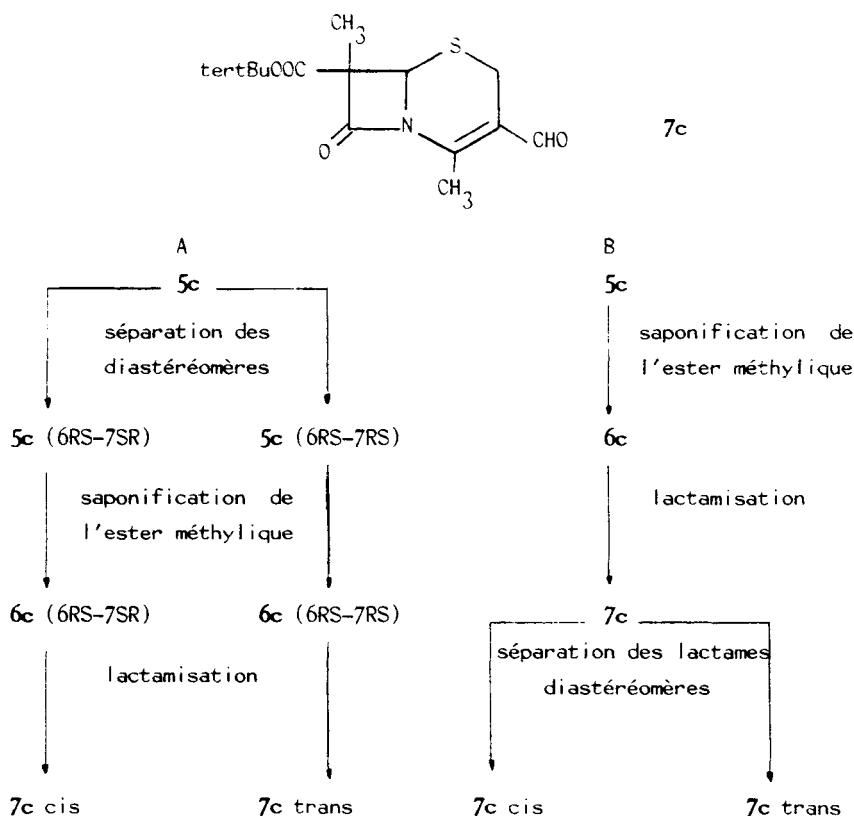 CH3
S
tertBuOOC
N
O
CHO
CH3
7c
A
5c
séparation des
diastéréomères
5c (6RS-7SR) 5c (6RS-7RS)
saponification de
l'ester méthylique
6c (6RS-7SR) 6c (6RS-7RS)
lactamisation
7c cis 7c trans
B
5c
saponification de
l'ester méthylique
6c
lactamisation
7c
séparation des lactames
diastéréomères
7c cis 7c trans